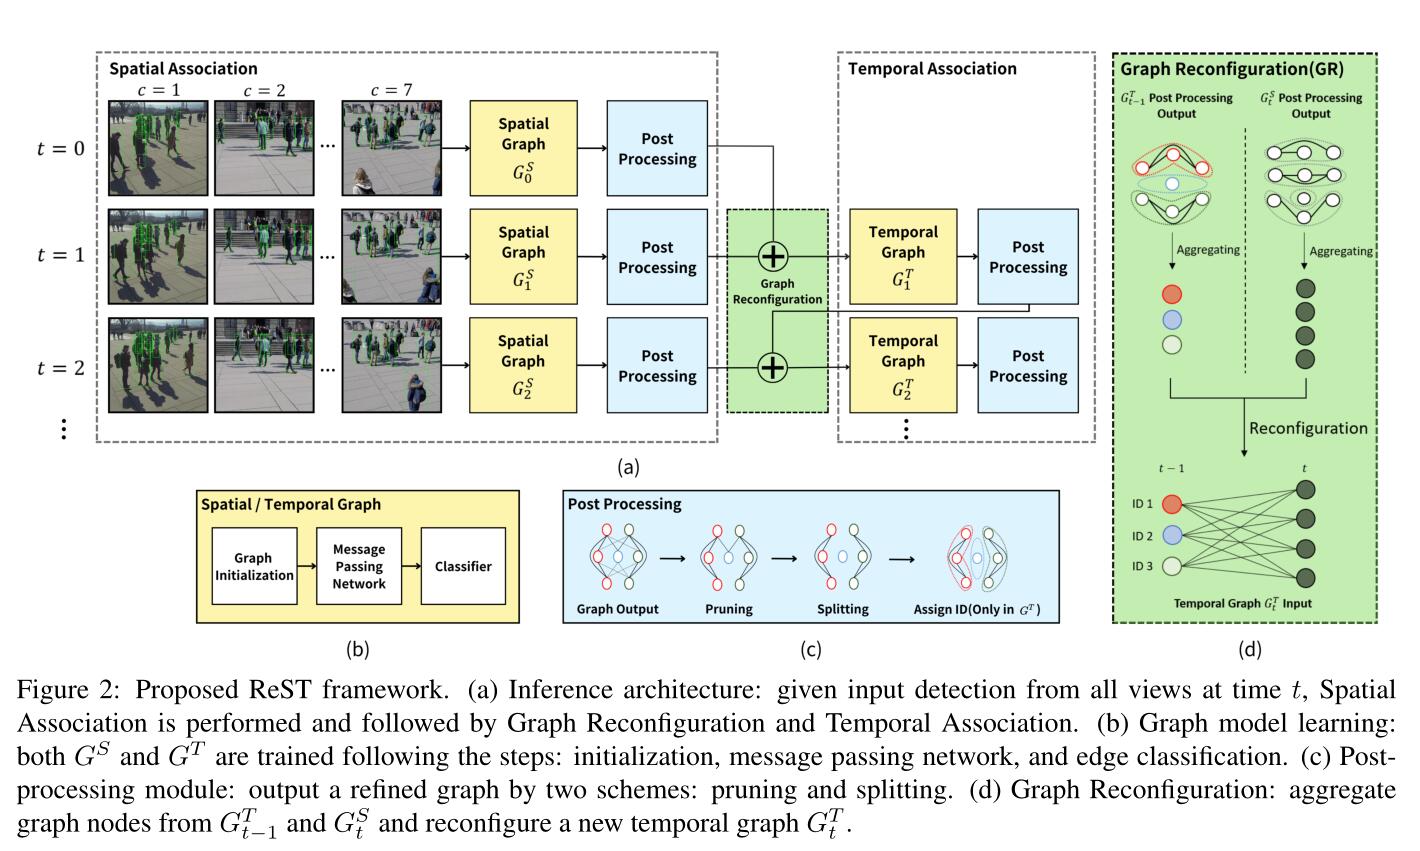 Spatial Association
c = 1
c = 2
c = 7
...
t = 0
Spatial
Graph
G_0^S
Post
Processing
t = 1
...
Spatial
Graph
G_1^S
Post
Processing
t = 2
...
Spatial
Graph
G_2^S
Post
Processing
⋮
Graph
Reconfiguration
Temporal Association
Temporal
Graph
G_1^T
Post
Processing
Temporal
Graph
G_2^T
Post
Processing
⋮
(a)
Spatial / Temporal Graph
Graph
Initialization
Message
Passing
Network
Classifier
(b)
Post Processing
Graph Output
Pruning
Splitting
Assign ID(Only in G^T)
(c)
Graph Reconfiguration(GR)
G_{t-1}^T Post Processing
Output
G_t^S Post Processing
Output
Aggregating
Aggregating
Reconfiguration
t − 1
t
ID 1
ID 2
ID 3
Temporal Graph G_t^T Input
(d)
Figure 2: Proposed ReST framework. (a) Inference architecture: given input detection from all views at time t, Spatial
Association is performed and followed by Graph Reconfiguration and Temporal Association. (b) Graph model learning:
both G^S and G^T are trained following the steps: initialization, message passing network, and edge classification. (c) Post-
processing module: output a refined graph by two schemes: pruning and splitting. (d) Graph Reconfiguration: aggregate
graph nodes from G_{t-1}^T and G_t^S and reconfigure a new temporal graph G_t^T.